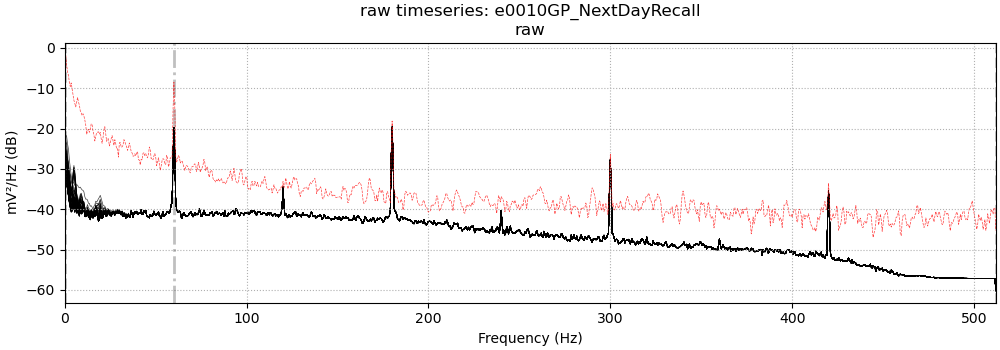 raw timeseries: e0010GP_NextDayRecall
raw
mV²/Hz (dB)
0
−10
−20
−30
−40
−50
−60
0 100 200 300 400 500
Frequency (Hz)